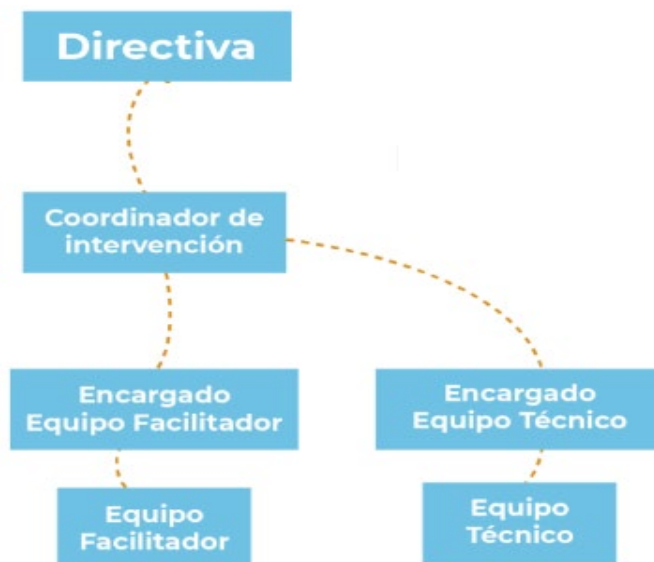 Directiva
Coordinador de
intervención
Encargado
Equipo Facilitador
Encargado
Equipo Técnico
Equipo
Facilitador
Equipo
Técnico